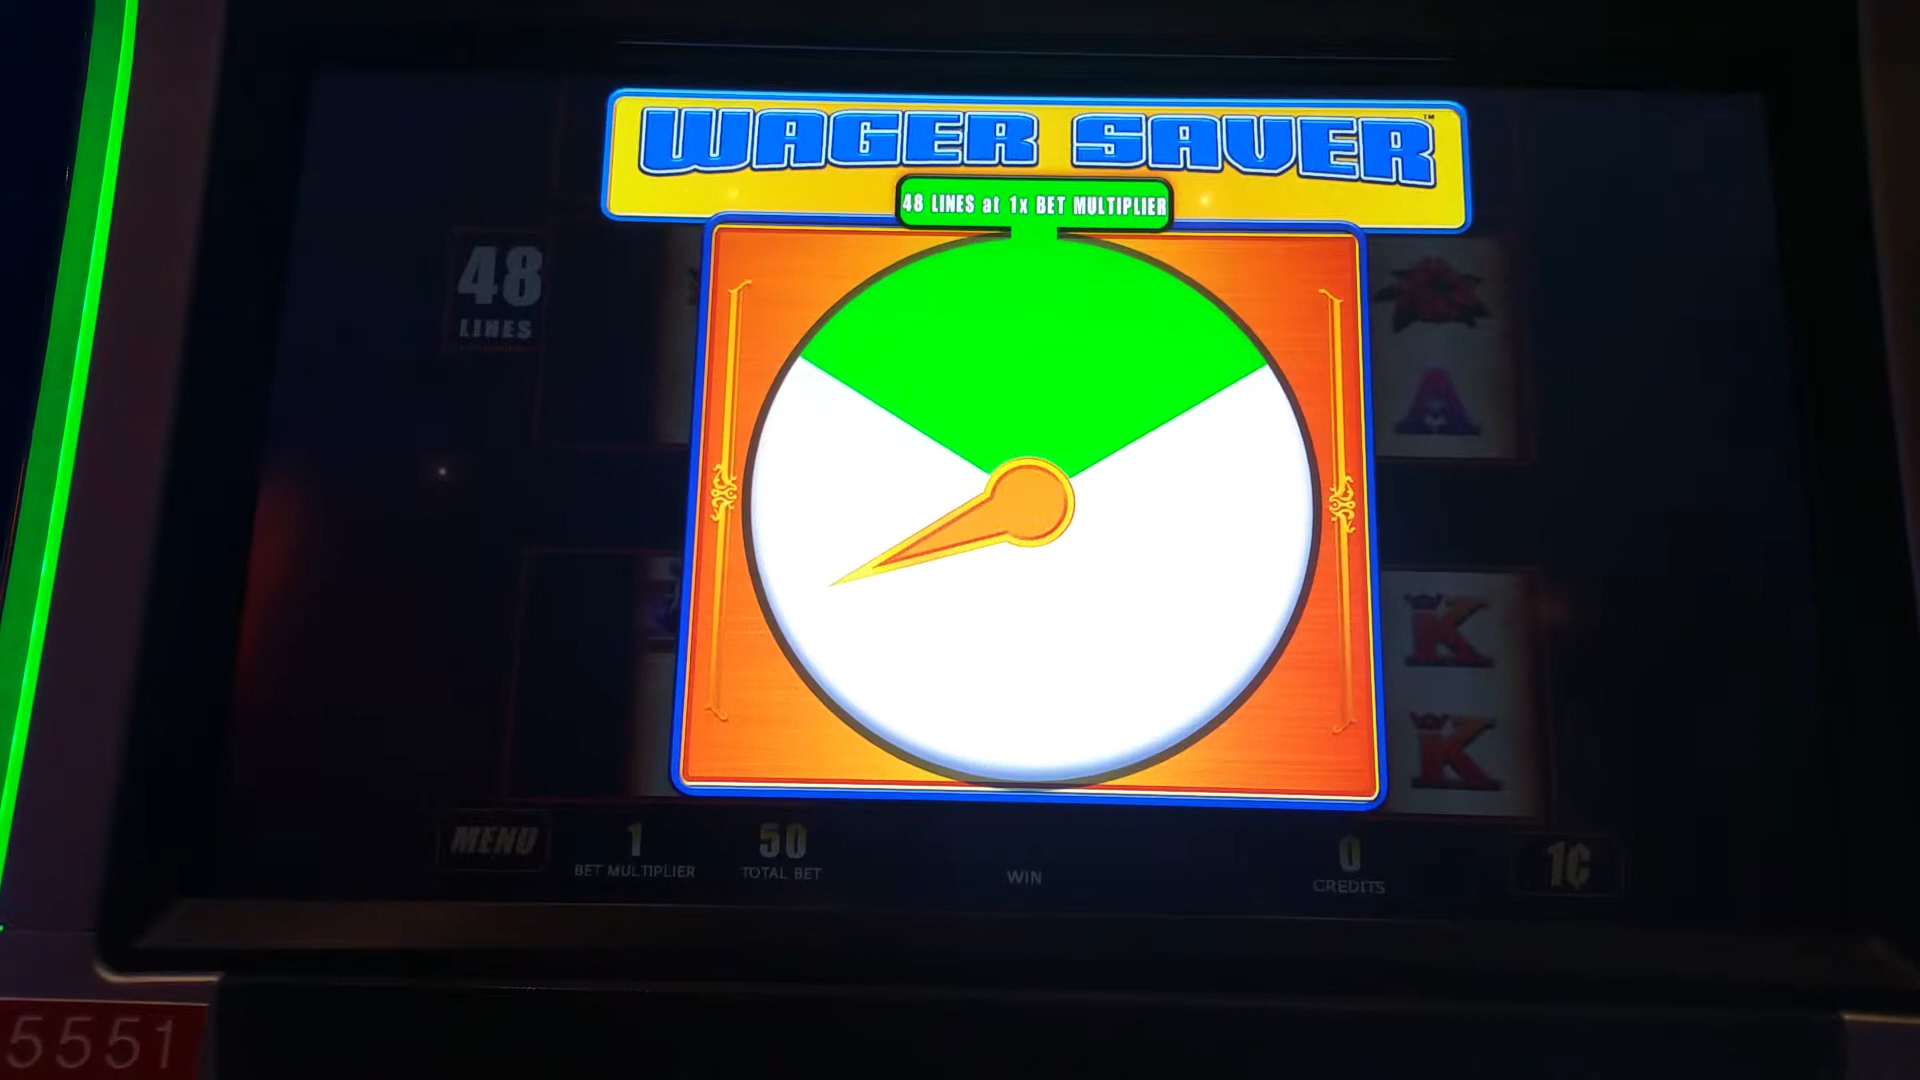 WAGER SAVER™
48 LINES at 1x BET MULTIPLIER
48
LINES
A
K
K
MENU
1
BET MULTIPLIER
50
TOTAL BET
WIN
0
CREDITS
1¢
5551